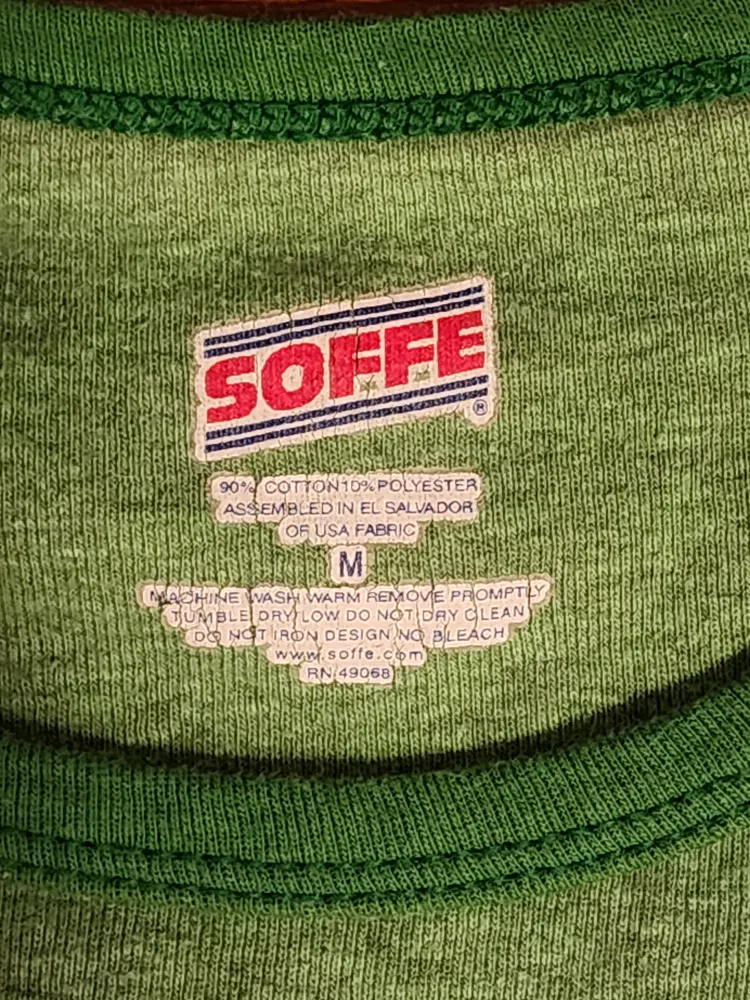 SOFFE
®
90% COTTON 10% POLYESTER
ASSEMBLED IN EL SALVADOR
OF USA FABRIC
M
MACHINE WASH WARM REMOVE PROMPTLY
TUMBLE DRY LOW DO NOT DRY CLEAN
DO NOT IRON DESIGN NO BLEACH
www.soffe.com
RN 49068